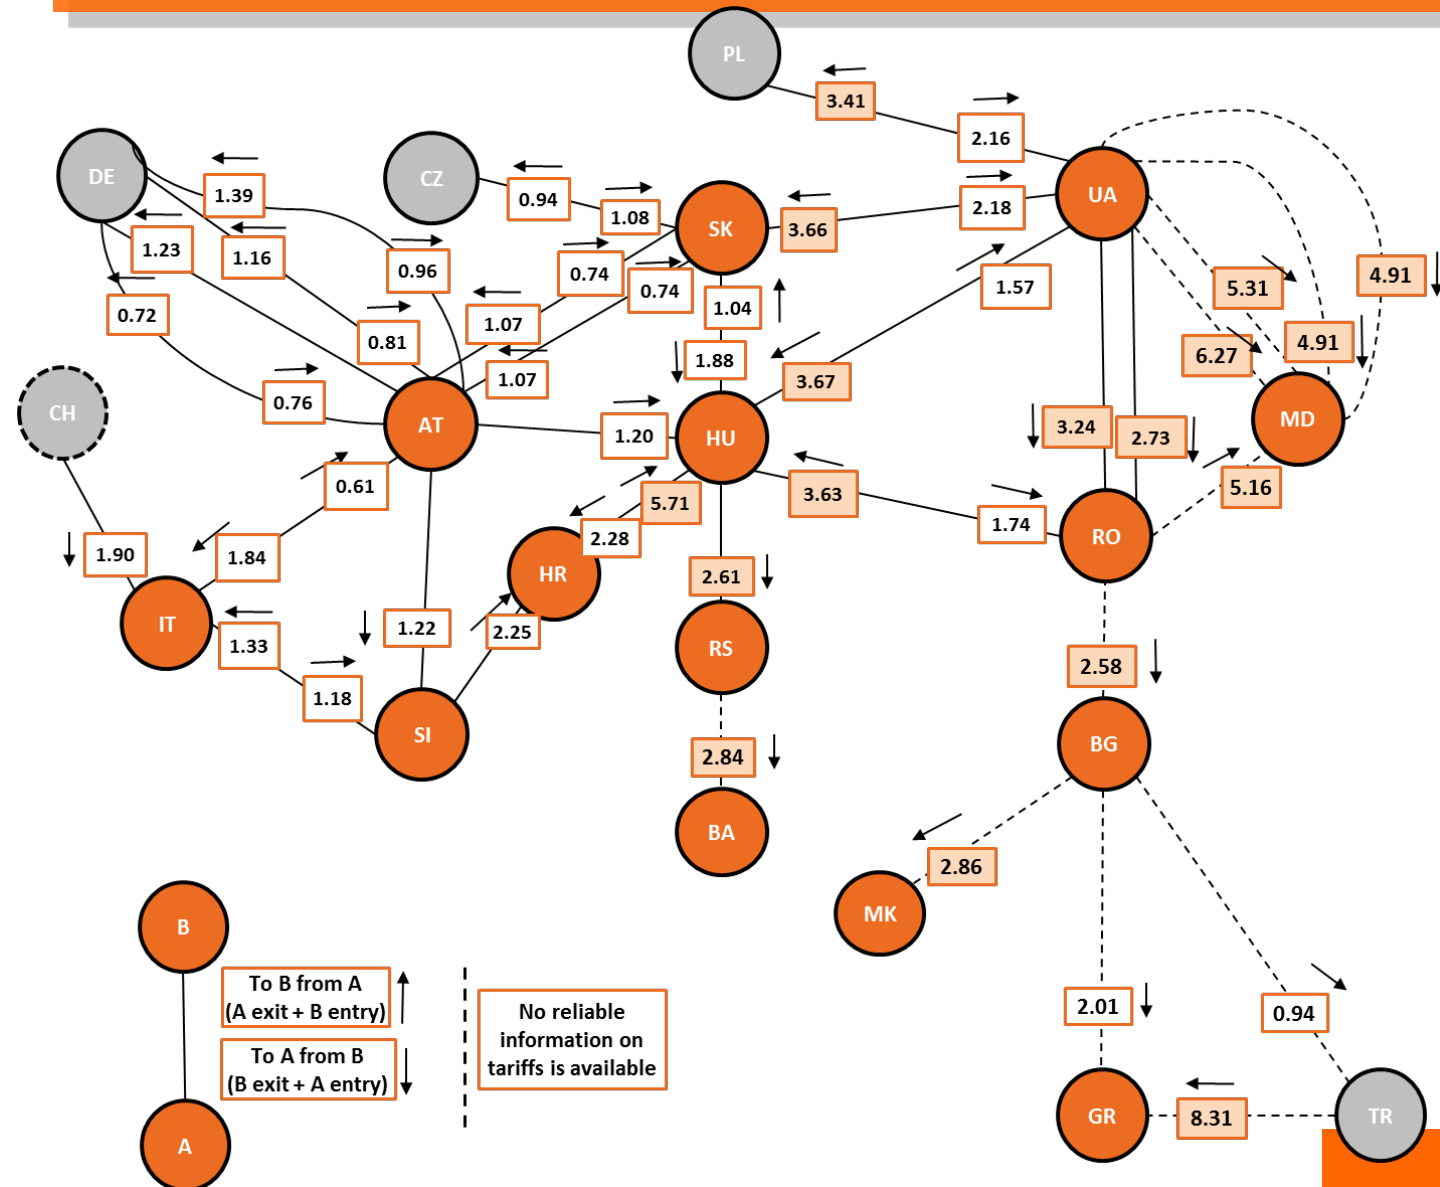 PL
3.41
2.16
DE
CZ
UA
1.39
0.94
1.08
SK
3.66
2.18
1.23
1.16
0.96
0.74
0.74
5.31
4.91
0.72
0.81
1.07
1.04
1.57
6.27
4.91
1.07
1.88
3.67
CH
0.76
AT
1.20
HU
3.24
2.73
MD
0.61
5.71
3.63
5.16
1.90
1.84
2.28
1.74
RO
HR
2.61
IT
1.33
1.22
2.25
RS
2.58
1.18
SI
2.84
BG
BA
2.86
MK
B
To B from A
(A exit + B entry)
To A from B
(B exit + A entry)
No reliable
information on
tariffs is available
2.01
0.94
A
GR
8.31
TR